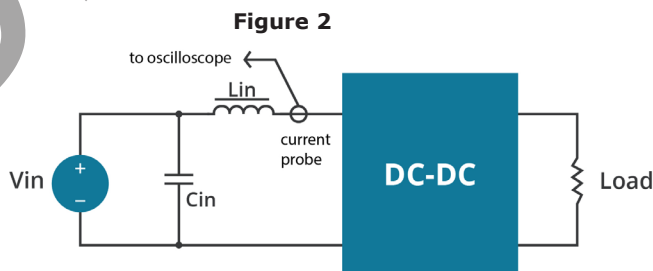 Figure 2
to oscilloscope
Lin
current
probe
Vin
+
−
Cin
DC-DC
Load